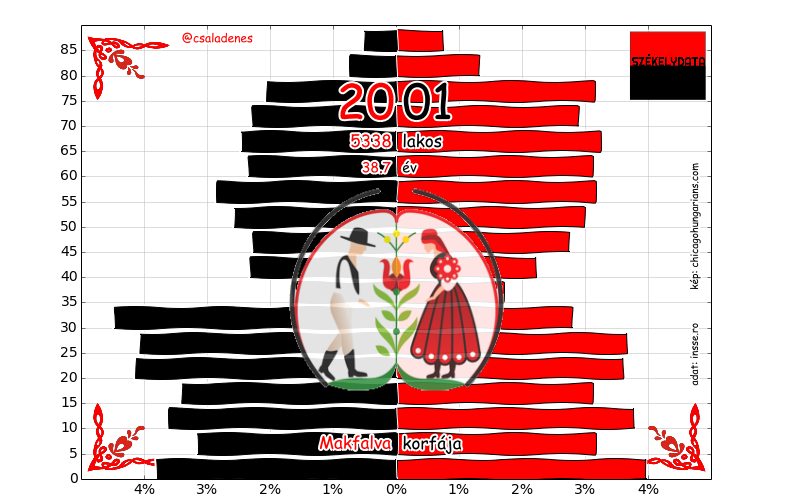 @csaladenes
SZÉKELYDATA
2001
5338 lakos
38.7 év
kép: chicagohungarians.com
adat: insse.ro
Makfalva korfája
85
80
75
70
65
60
55
50
45
40
35
30
25
20
15
10
5
0
4% 3% 2% 1% 0% 1% 2% 3% 4%